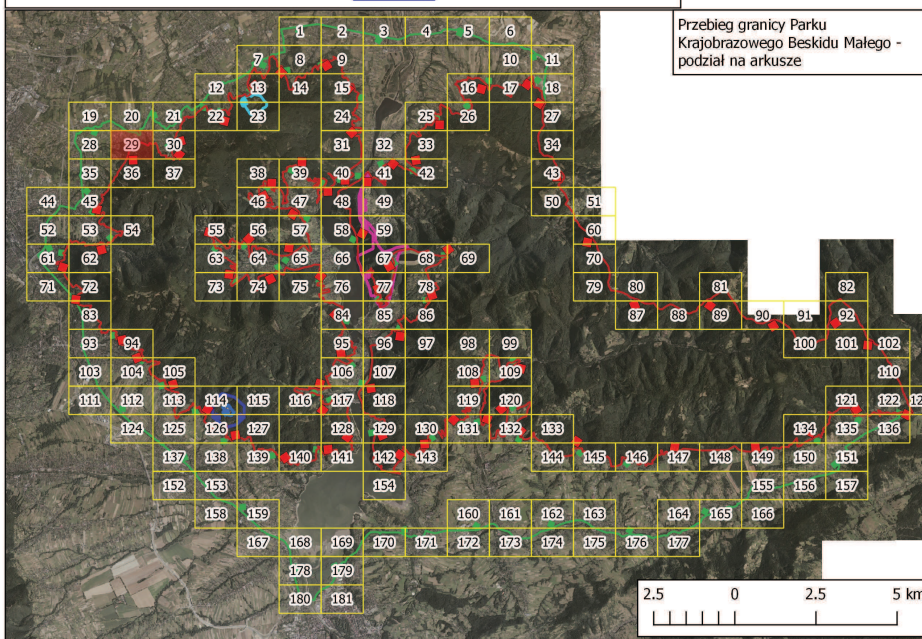 Przebieg granicy Parku
Krajobrazowego Beskidu Małego -
podział na arkusze
1 2 3 4 5 6
7 8 9 10 11
12 13 14 15 16 17 18
19 20 21 22 23 24 25 26 27
28 29 30 31 32 33 34
35 36 37 38 39 40 41 42 43
44 45 46 47 48 49 50 51
52 53 54 55 56 57 58 59 60
61 62 63 64 65 66 67 68 69 70
71 72 73 74 75 76 77 78 79 80 81 82
83 84 85 86 87 88 89 90 91 92
93 94 95 96 97 98 99 100 101 102
103 104 105 106 107 108 109 110
111 112 113 114 115 116 117 118 119 120 121 122 12
124 125 126 127 128 129 130 131 132 133 134 135 136
137 138 139 140 141 142 143 144 145 146 147 148 149 150 151
152 153 154 155 156 157
158 159 160 161 162 163 164 165 166
167 168 169 170 171 172 173 174 175 176 177
178 179
180 181
2.5 0 2.5 5 km